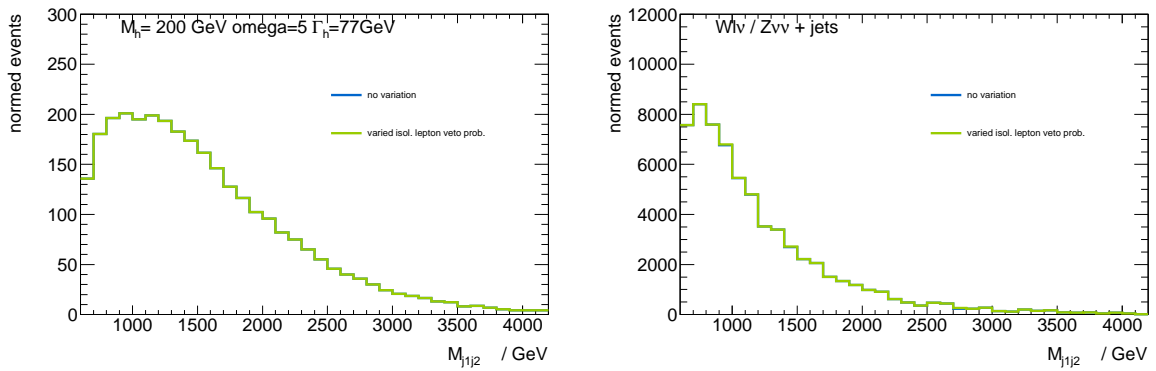 M_h= 200 GeV omega=5 Γ_h=77GeV
normed events
300
250
200
150
100
50
0
no variation
varied isol. lepton veto prob.
1000 1500 2000 2500 3000 3500 4000
M_j1j2 / GeV
Wlν / Zνν + jets
normed events
12000
10000
8000
6000
4000
2000
0
no variation
varied isol. lepton veto prob.
1000 1500 2000 2500 3000 3500 4000
M_j1j2 / GeV